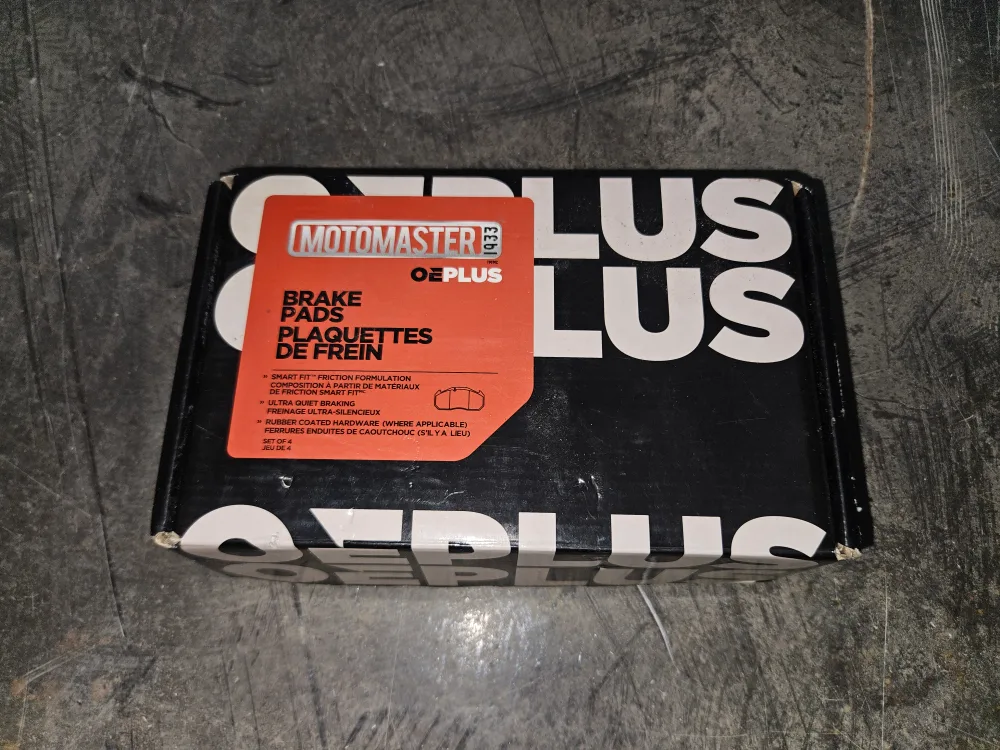 OEPLUS
OEPLUS
MOTOMASTER 1933
OEPLUS
BRAKE
PADS
PLAQUETTES
DE FREIN
» SMART FIT™ FRICTION FORMULATION
COMPOSITION À PARTIR DE MATÉRIAUX
DE FRICTION SMART FIT MC
» ULTRA QUIET BRAKING
FREINAGE ULTRA-SILENCIEUX
» RUBBER COATED HARDWARE (WHERE APPLICABLE)
FERRURES ENDUITES DE CAOUTCHOUC (S'IL Y A LIEU)
SET OF 4
JEU DE 4
OEPLUS
OEPLUS